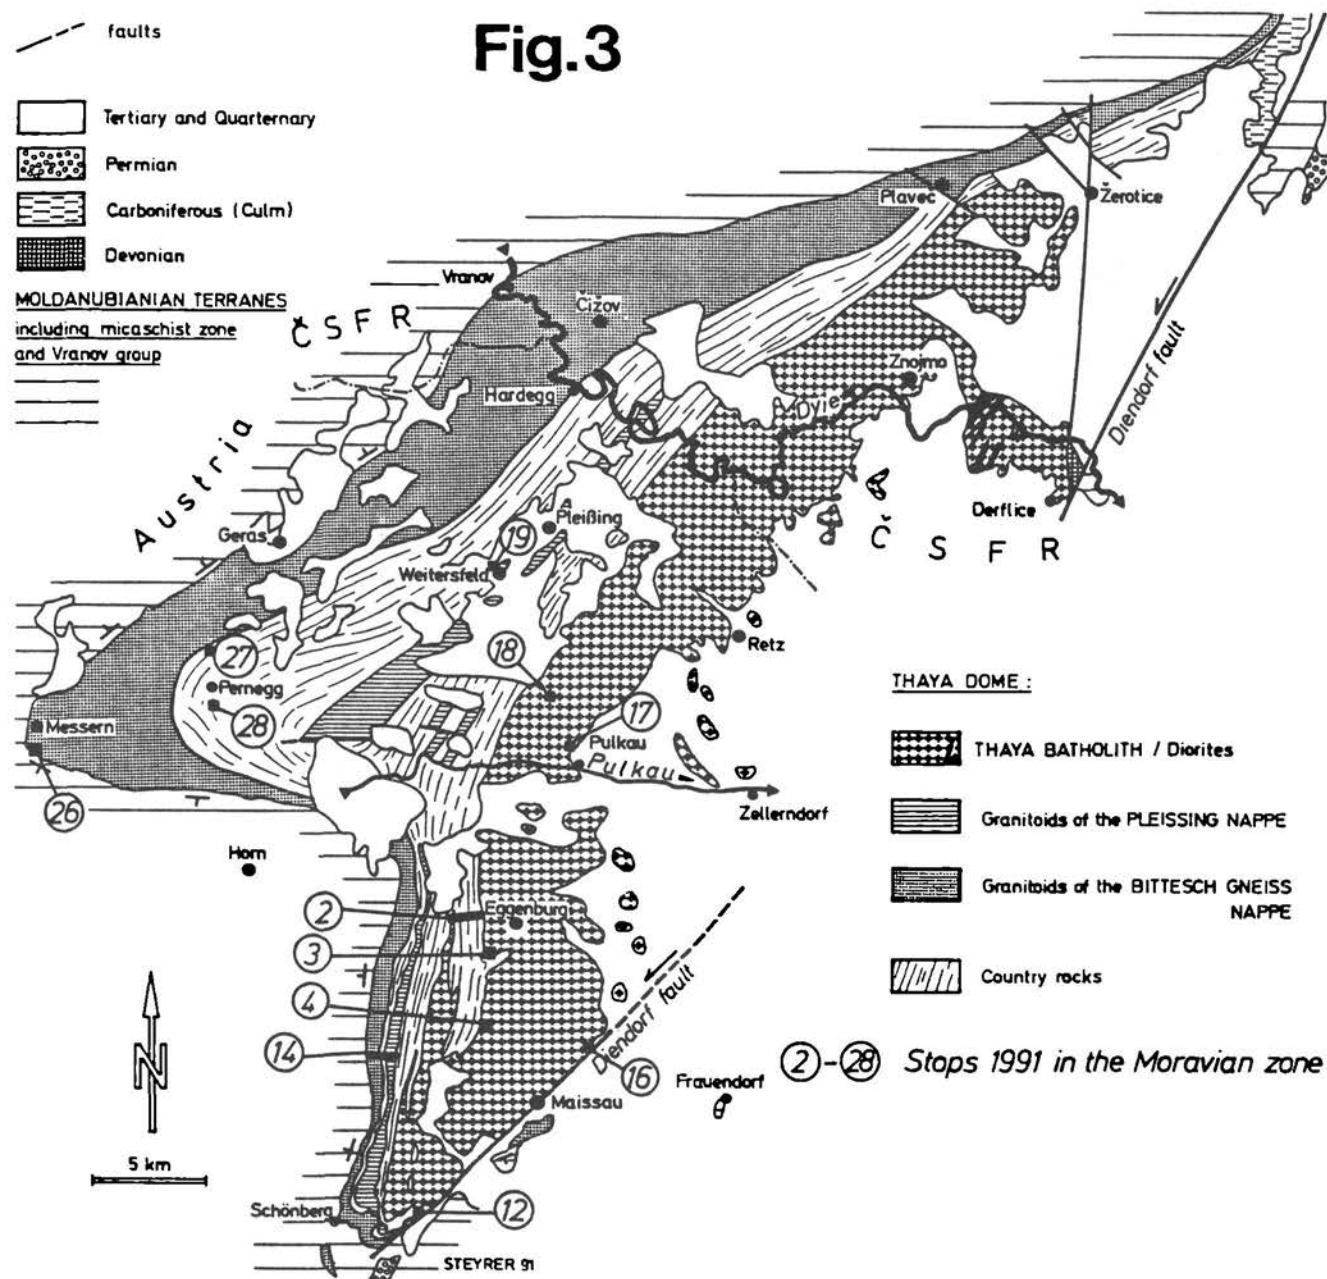 Fig.3
faults
Tertiary and Quarternary
Permian
Carboniferous (Culm)
Devonian
MOLDANUBIANIAN TERRANES
including micaschist zone
and Vranov group
ČSFR
Austria
Plavec
Žerotice
Vranov
Čížov
Hardegg
Znojmo
Dyje
Diendorf fault
Derflice
ČSFR
Geras
Pleißing
19
Weitersfeld
Retz
27
18
Pernegg
17
28
Messern
Pulkau
Pulkau
26
Zellerndorf
Horn
THAYA DOME :
THAYA BATHOLITH / Diorites
Granitoids of the PLEISSING NAPPE
Granitoids of the BITTESCH GNEISS
NAPPE
Country rocks
2
Eggenburg
3
4
Diendorf fault
14
16
2 - 28 Stops 1991 in the Moravian zone
Frauendorf
Maissau
N
5 km
Schönberg
12
STEYRER 91